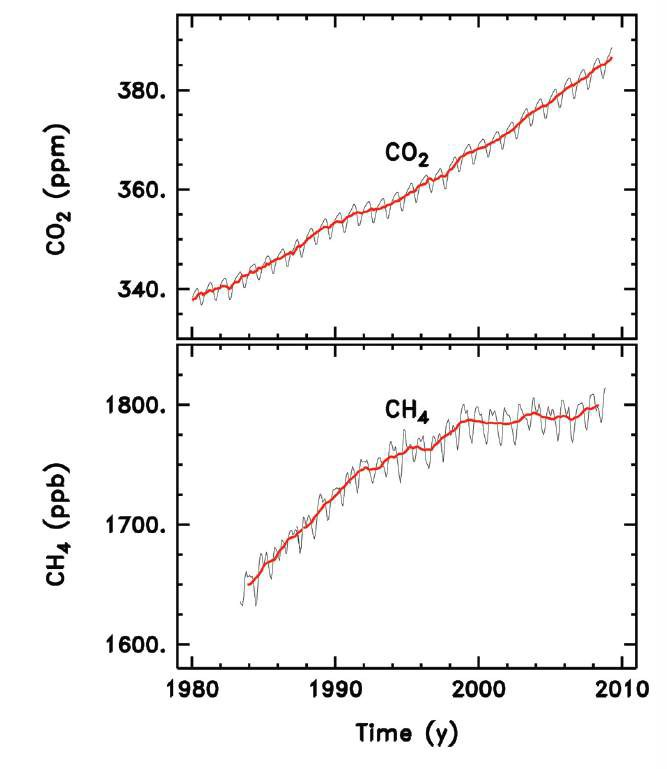 CO₂ (ppm)
380.
360.
340.
CO₂
CH₄ (ppb)
1800.
1700.
1600.
CH₄
1980 1990 2000 2010
Time (y)